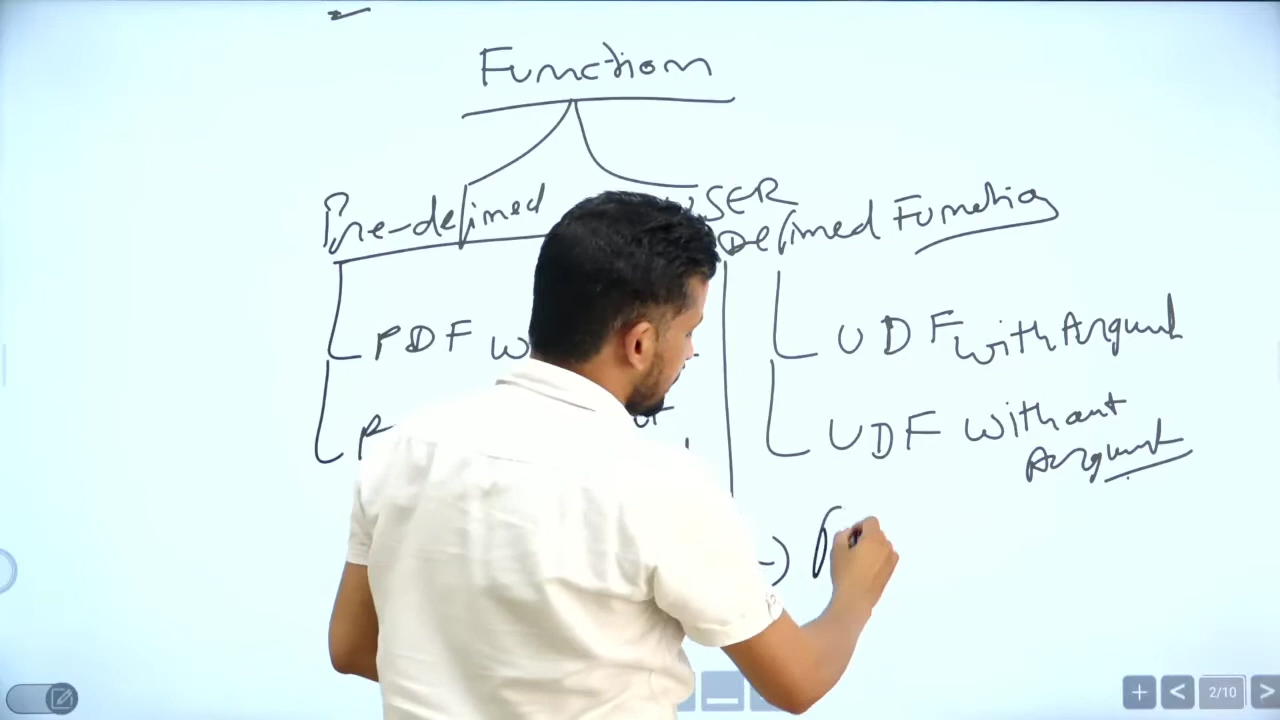 Function
Pre-defined USER
Defined Function
PDF W
UDF with Argument
UDF without
Argument
2/10